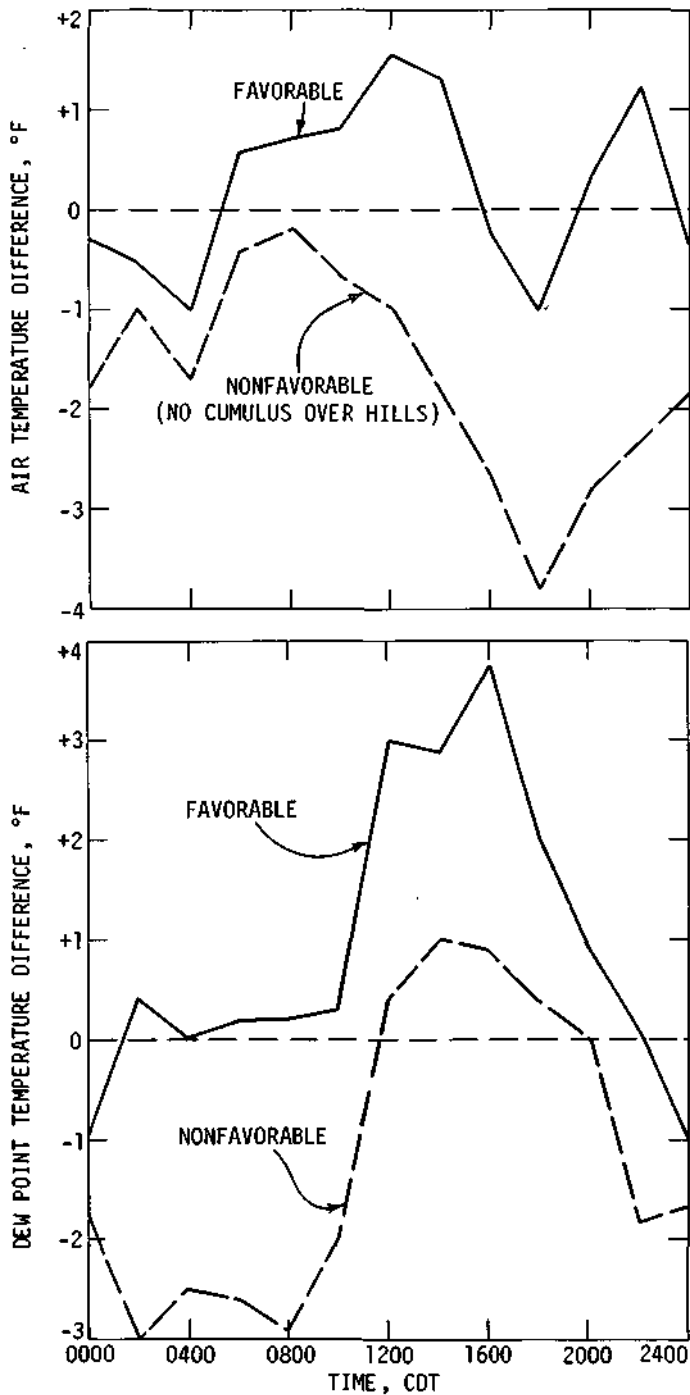 +2
FAVORABLE
+1
0
-1
NONFAVORABLE
(NO CUMULUS OVER HILLS)
-2
-3
-4
AIR TEMPERATURE DIFFERENCE, °F
+4
+3
FAVORABLE
+2
+1
0
NONFAVORABLE
-1
-2
-3
DEW POINT TEMPERATURE DIFFERENCE, °F
0000 0400 0800 1200 1600 2000 2400
TIME, CDT